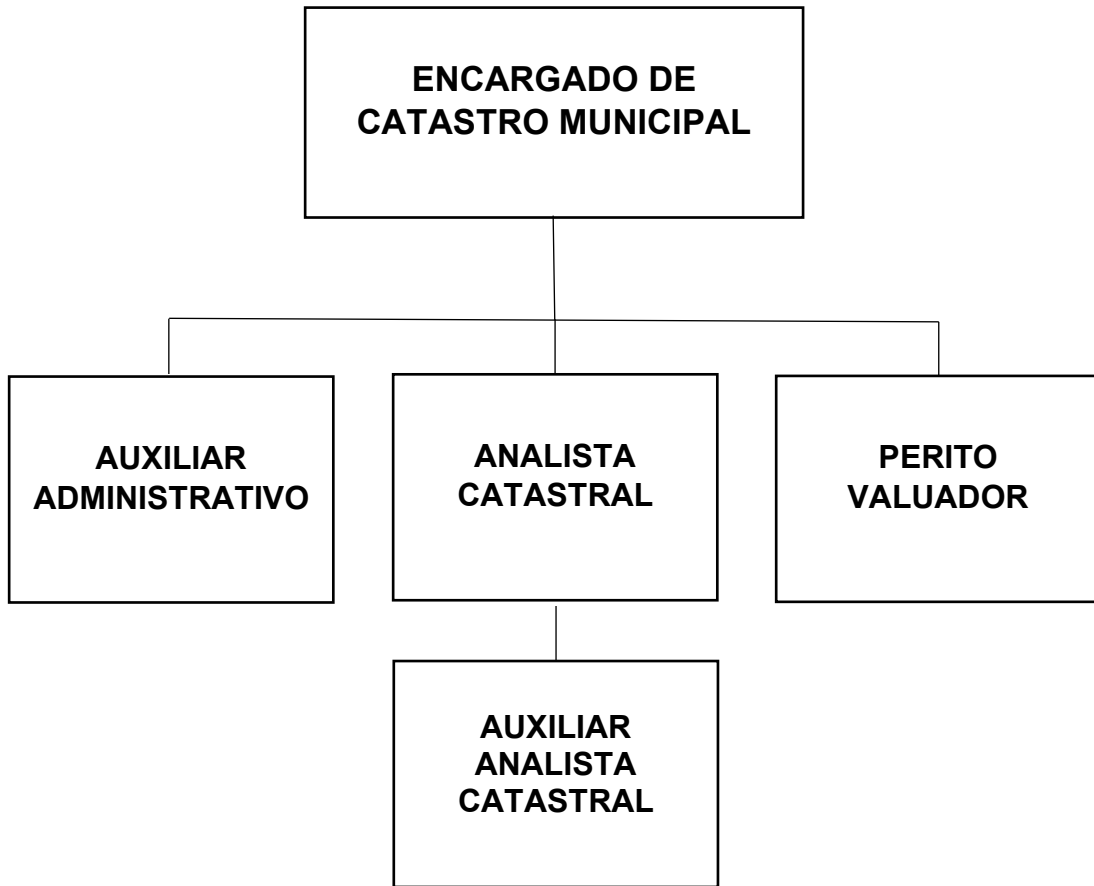 ENCARGADO DE
CATASTRO MUNICIPAL
AUXILIAR
ADMINISTRATIVO
ANALISTA
CATASTRAL
PERITO
VALUADOR
AUXILIAR
ANALISTA
CATASTRAL